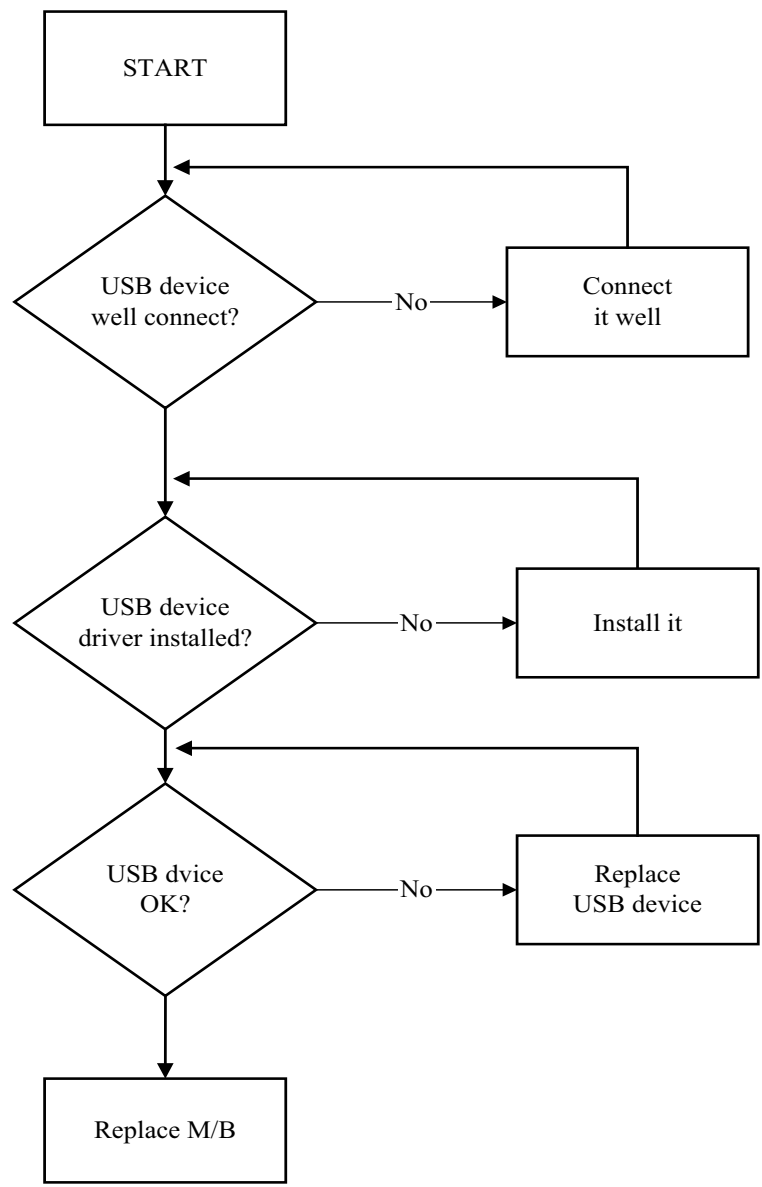 START
USB device
well connect?
No
Connect
it well
USB device
driver installed?
No
Install it
USB dvice
OK?
No
Replace
USB device
Replace M/B